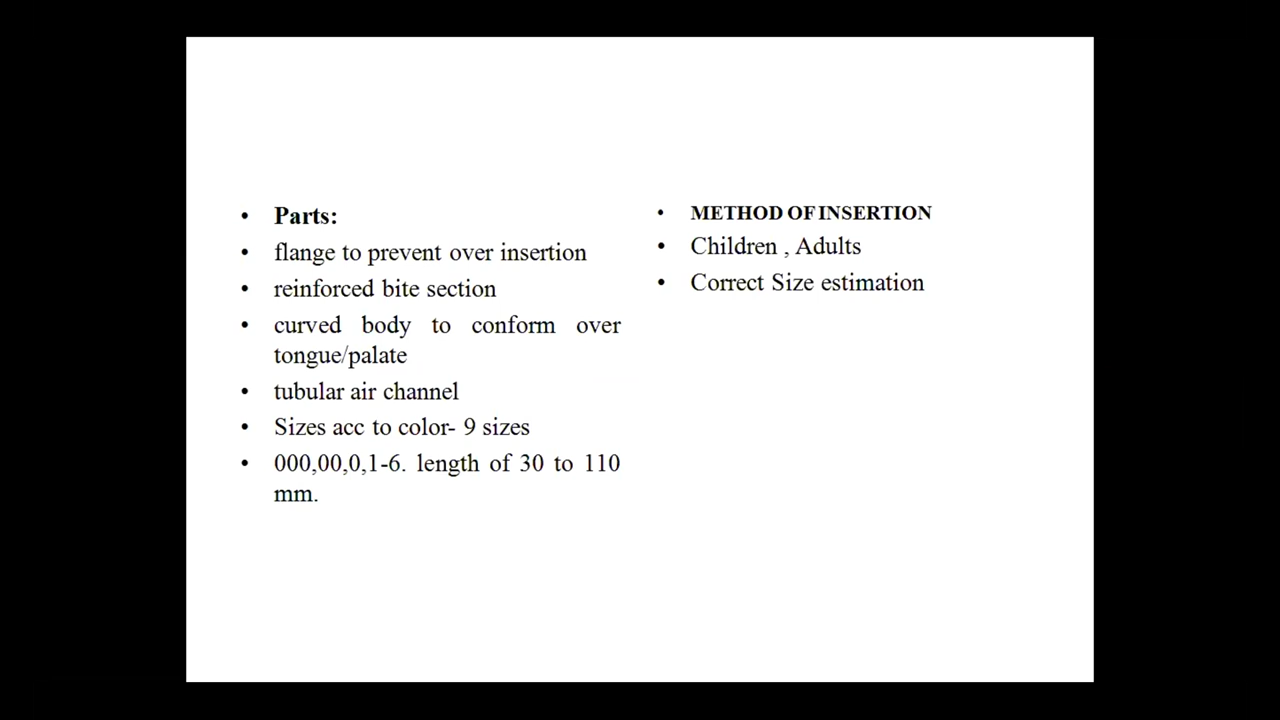 • Parts:
• flange to prevent over insertion
• reinforced bite section
• curved body to conform over
tongue/palate
• tubular air channel
• Sizes acc to color- 9 sizes
• 000,00,0,1-6. length of 30 to 110
mm.
• METHOD OF INSERTION
• Children , Adults
• Correct Size estimation